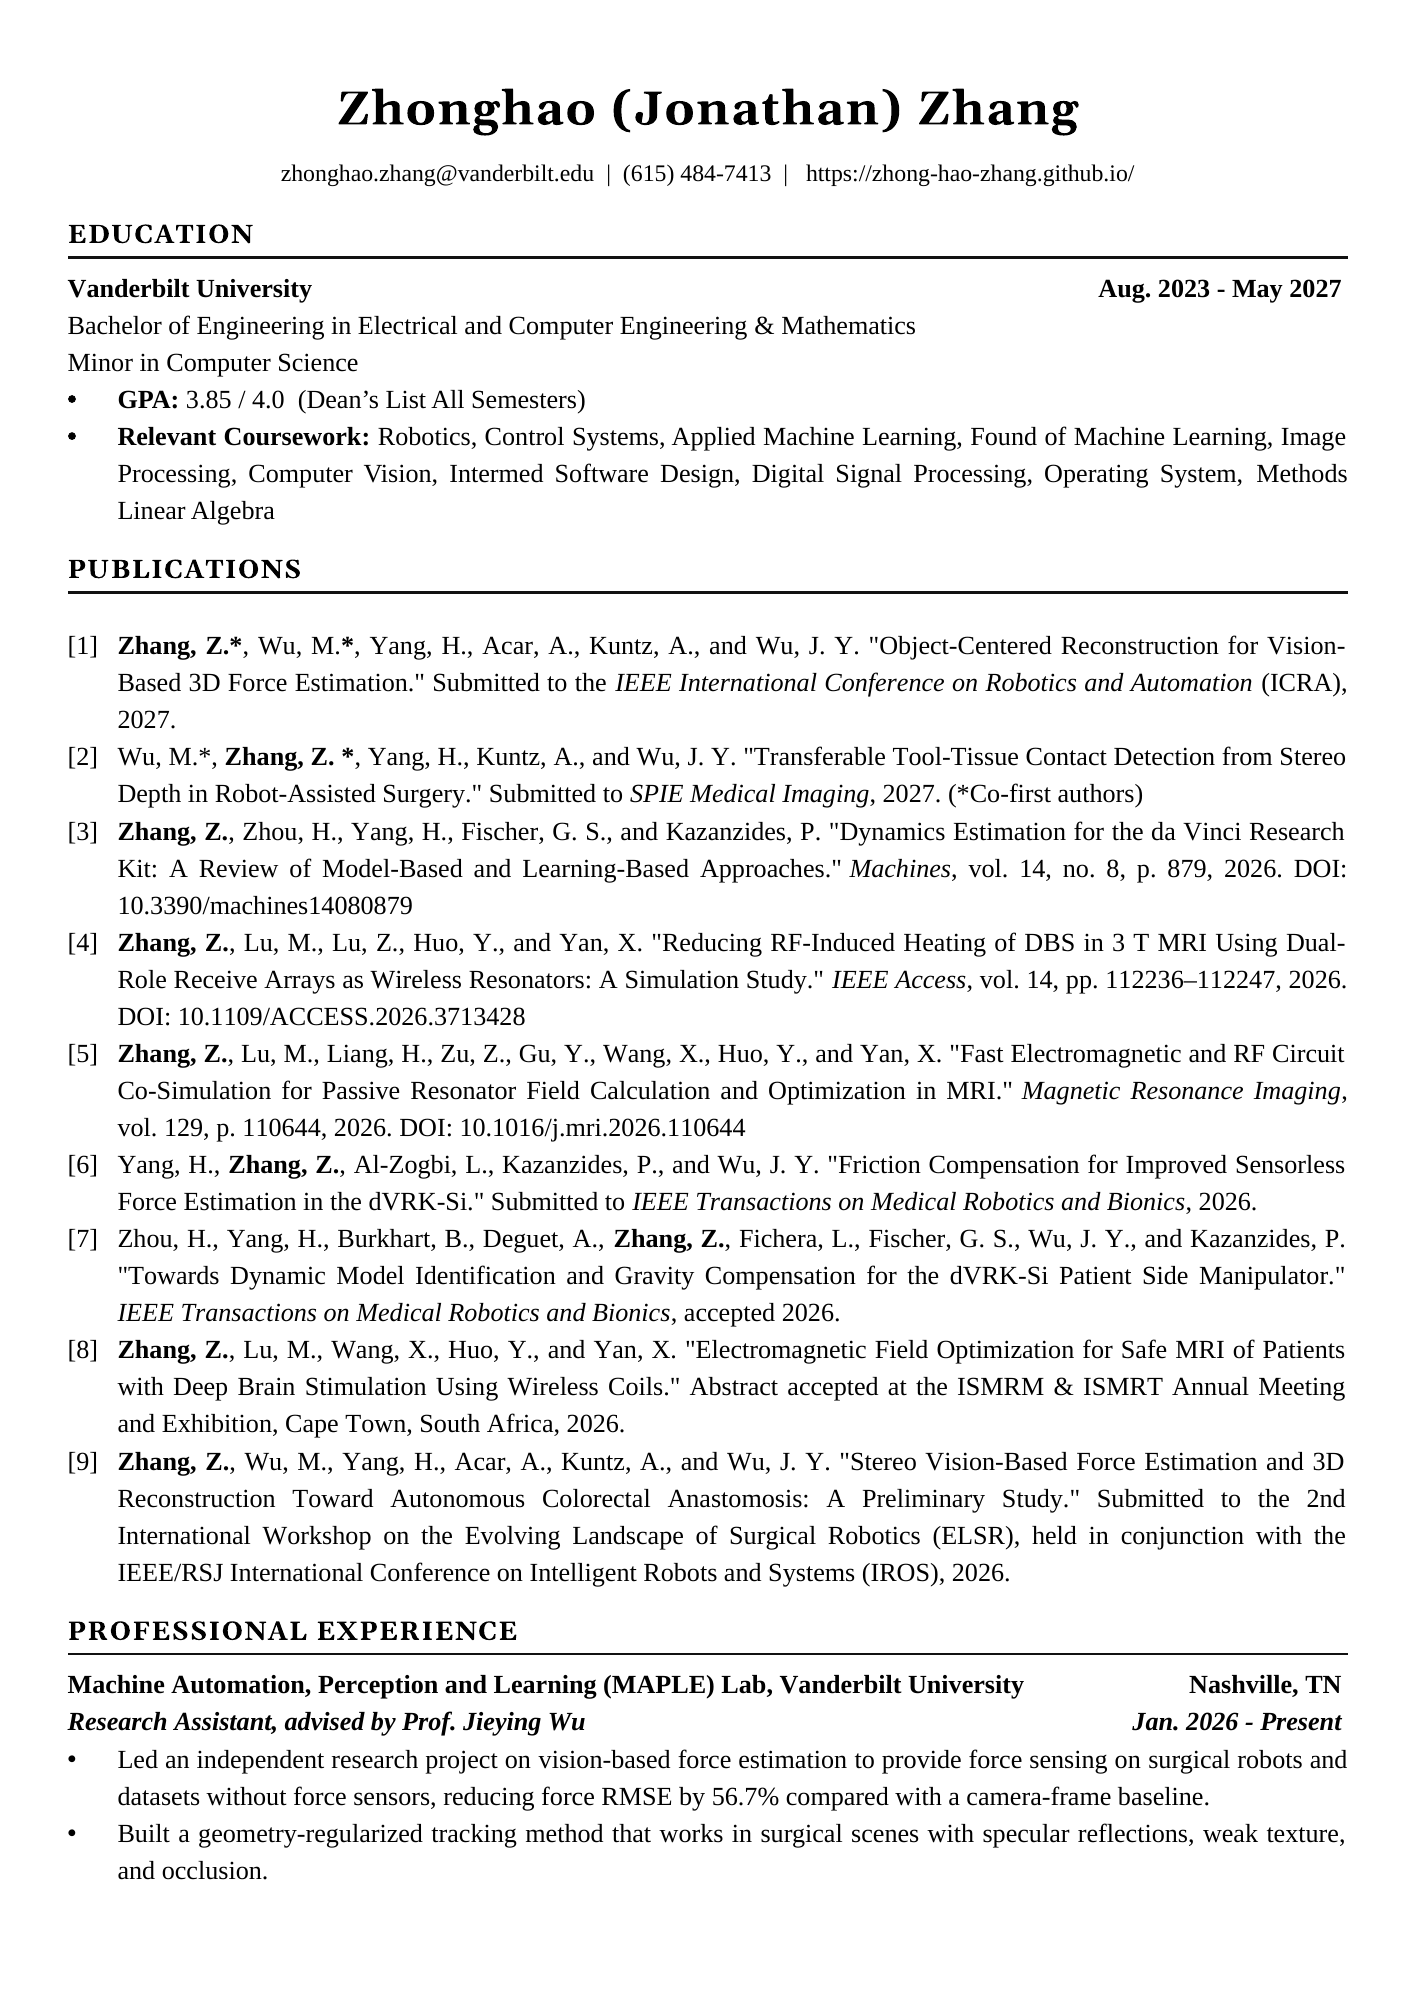 Zhonghao (Jonathan) Zhang
zhonghao.zhang@vanderbilt.edu | (615) 484-7413 | https://zhong-hao-zhang.github.io/
EDUCATION
Vanderbilt University Aug. 2023 - May 2027
Bachelor of Engineering in Electrical and Computer Engineering & Mathematics
Minor in Computer Science
• GPA: 3.85 / 4.0 (Dean’s List All Semesters)
• Relevant Coursework: Robotics, Control Systems, Applied Machine Learning, Found of Machine Learning, Image
Processing, Computer Vision, Intermed Software Design, Digital Signal Processing, Operating System, Methods
Linear Algebra
PUBLICATIONS
[1] Zhang, Z.*, Wu, M.*, Yang, H., Acar, A., Kuntz, A., and Wu, J. Y. "Object-Centered Reconstruction for Vision-
Based 3D Force Estimation." Submitted to the IEEE International Conference on Robotics and Automation (ICRA),
2027.
[2] Wu, M.*, Zhang, Z. *, Yang, H., Kuntz, A., and Wu, J. Y. "Transferable Tool-Tissue Contact Detection from Stereo
Depth in Robot-Assisted Surgery." Submitted to SPIE Medical Imaging, 2027. (*Co-first authors)
[3] Zhang, Z., Zhou, H., Yang, H., Fischer, G. S., and Kazanzides, P. "Dynamics Estimation for the da Vinci Research
Kit: A Review of Model-Based and Learning-Based Approaches." Machines, vol. 14, no. 8, p. 879, 2026. DOI:
10.3390/machines14080879
[4] Zhang, Z., Lu, M., Lu, Z., Huo, Y., and Yan, X. "Reducing RF-Induced Heating of DBS in 3 T MRI Using Dual-
Role Receive Arrays as Wireless Resonators: A Simulation Study." IEEE Access, vol. 14, pp. 112236–112247, 2026.
DOI: 10.1109/ACCESS.2026.3713428
[5] Zhang, Z., Lu, M., Liang, H., Zu, Z., Gu, Y., Wang, X., Huo, Y., and Yan, X. "Fast Electromagnetic and RF Circuit
Co-Simulation for Passive Resonator Field Calculation and Optimization in MRI." Magnetic Resonance Imaging,
vol. 129, p. 110644, 2026. DOI: 10.1016/j.mri.2026.110644
[6] Yang, H., Zhang, Z., Al-Zogbi, L., Kazanzides, P., and Wu, J. Y. "Friction Compensation for Improved Sensorless
Force Estimation in the dVRK-Si." Submitted to IEEE Transactions on Medical Robotics and Bionics, 2026.
[7] Zhou, H., Yang, H., Burkhart, B., Deguet, A., Zhang, Z., Fichera, L., Fischer, G. S., Wu, J. Y., and Kazanzides, P.
"Towards Dynamic Model Identification and Gravity Compensation for the dVRK-Si Patient Side Manipulator."
IEEE Transactions on Medical Robotics and Bionics, accepted 2026.
[8] Zhang, Z., Lu, M., Wang, X., Huo, Y., and Yan, X. "Electromagnetic Field Optimization for Safe MRI of Patients
with Deep Brain Stimulation Using Wireless Coils." Abstract accepted at the ISMRM & ISMRT Annual Meeting
and Exhibition, Cape Town, South Africa, 2026.
[9] Zhang, Z., Wu, M., Yang, H., Acar, A., Kuntz, A., and Wu, J. Y. "Stereo Vision-Based Force Estimation and 3D
Reconstruction Toward Autonomous Colorectal Anastomosis: A Preliminary Study." Submitted to the 2nd
International Workshop on the Evolving Landscape of Surgical Robotics (ELSR), held in conjunction with the
IEEE/RSJ International Conference on Intelligent Robots and Systems (IROS), 2026.
PROFESSIONAL EXPERIENCE
Machine Automation, Perception and Learning (MAPLE) Lab, Vanderbilt University Nashville, TN
Research Assistant, advised by Prof. Jieying Wu Jan. 2026 - Present
• Led an independent research project on vision-based force estimation to provide force sensing on surgical robots and
datasets without force sensors, reducing force RMSE by 56.7% compared with a camera-frame baseline.
• Built a geometry-regularized tracking method that works in surgical scenes with specular reflections, weak texture,
and occlusion.